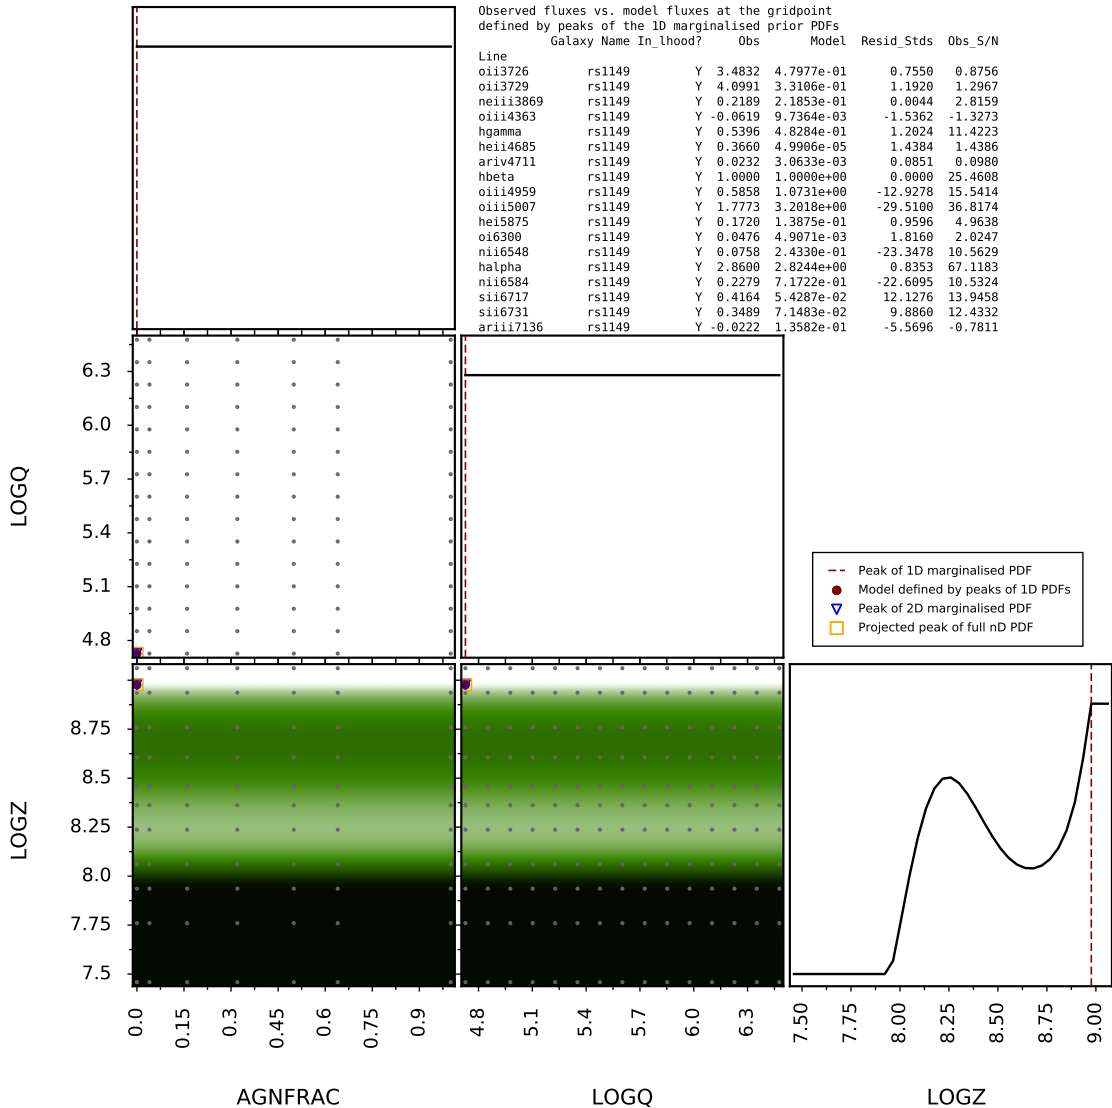 Observed fluxes vs. model fluxes at the gridpoint
defined by peaks of the 1D marginalised prior PDFs
Galaxy Name In_lhood? Obs Model Resid_Stds Obs_S/N
Line
oii3726 rs1149 Y 3.4832 4.7977e-01 0.7550 0.8756
oii3729 rs1149 Y 4.0991 3.3106e-01 1.1920 1.2967
neiii3869 rs1149 Y 0.2189 2.1853e-01 0.0044 2.8159
oiii4363 rs1149 Y -0.0619 9.7364e-03 -1.5362 -1.3273
hgamma rs1149 Y 0.5396 4.8284e-01 1.2024 11.4223
heii4685 rs1149 Y 0.3660 4.9906e-05 1.4384 1.4386
ariv4711 rs1149 Y 0.0232 3.0633e-03 0.0851 0.0980
hbeta rs1149 Y 1.0000 1.0000e+00 0.0000 25.4608
oiii4959 rs1149 Y 0.5858 1.0731e+00 -12.9278 15.5414
oiii5007 rs1149 Y 1.7773 3.2018e+00 -29.5100 36.8174
hei5875 rs1149 Y 0.1720 1.3875e-01 0.9596 4.9638
oi6300 rs1149 Y 0.0476 4.9071e-03 1.8160 2.0247
nii6548 rs1149 Y 0.0758 2.4330e-01 -23.3478 10.5629
halpha rs1149 Y 2.8600 2.8244e+00 0.8353 67.1183
nii6584 rs1149 Y 0.2279 7.1722e-01 -22.6095 10.5324
sii6717 rs1149 Y 0.4164 5.4287e-02 12.1276 13.9458
sii6731 rs1149 Y 0.3489 7.1483e-02 9.8860 12.4332
ariii7136 rs1149 Y -0.0222 1.3582e-01 -5.5696 -0.7811
6.3
6.0
5.7
5.4
5.1
4.8
LOGQ
Peak of 1D marginalised PDF
Model defined by peaks of 1D PDFs
Peak of 2D marginalised PDF
Projected peak of full nD PDF
8.75
8.5
8.25
8.0
7.75
7.5
LOGZ
0.0 0.15 0.3 0.45 0.6 0.75 0.9
4.8 5.1 5.4 5.7 6.0 6.3
7.50 7.75 8.00 8.25 8.50 8.75 9.00
AGNFRAC LOGQ LOGZ